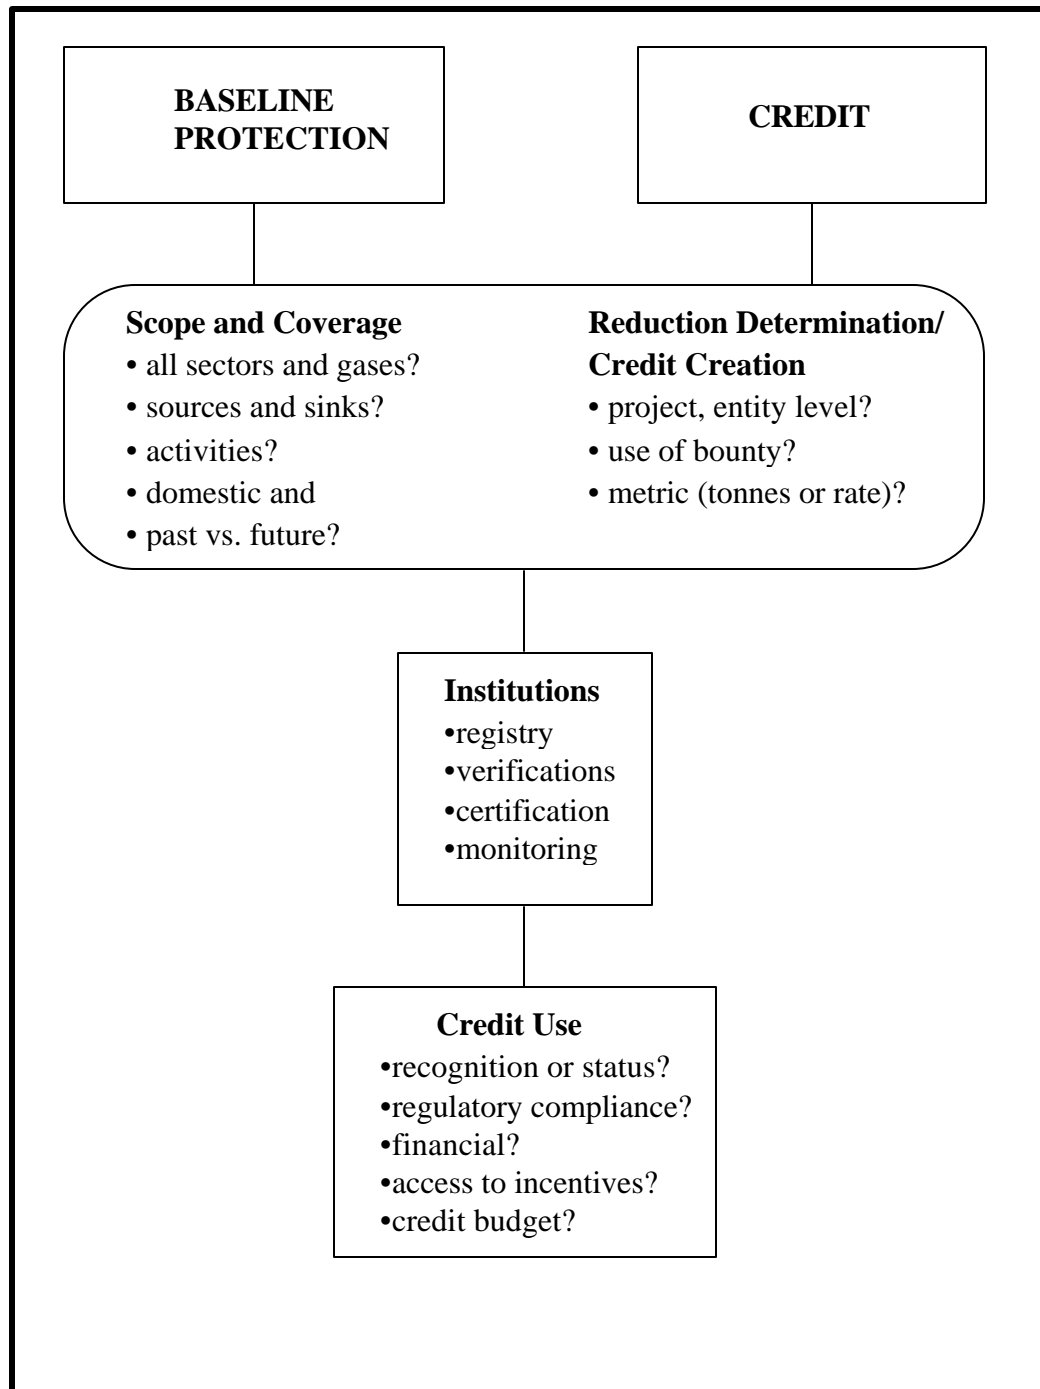 BASELINE
PROTECTION
CREDIT
Scope and Coverage
• all sectors and gases?
• sources and sinks?
• activities?
• domestic and
• past vs. future?
Reduction Determination/
Credit Creation
• project, entity level?
• use of bounty?
• metric (tonnes or rate)?
Institutions
•registry
•verifications
•certification
•monitoring
Credit Use
•recognition or status?
•regulatory compliance?
•financial?
•access to incentives?
•credit budget?